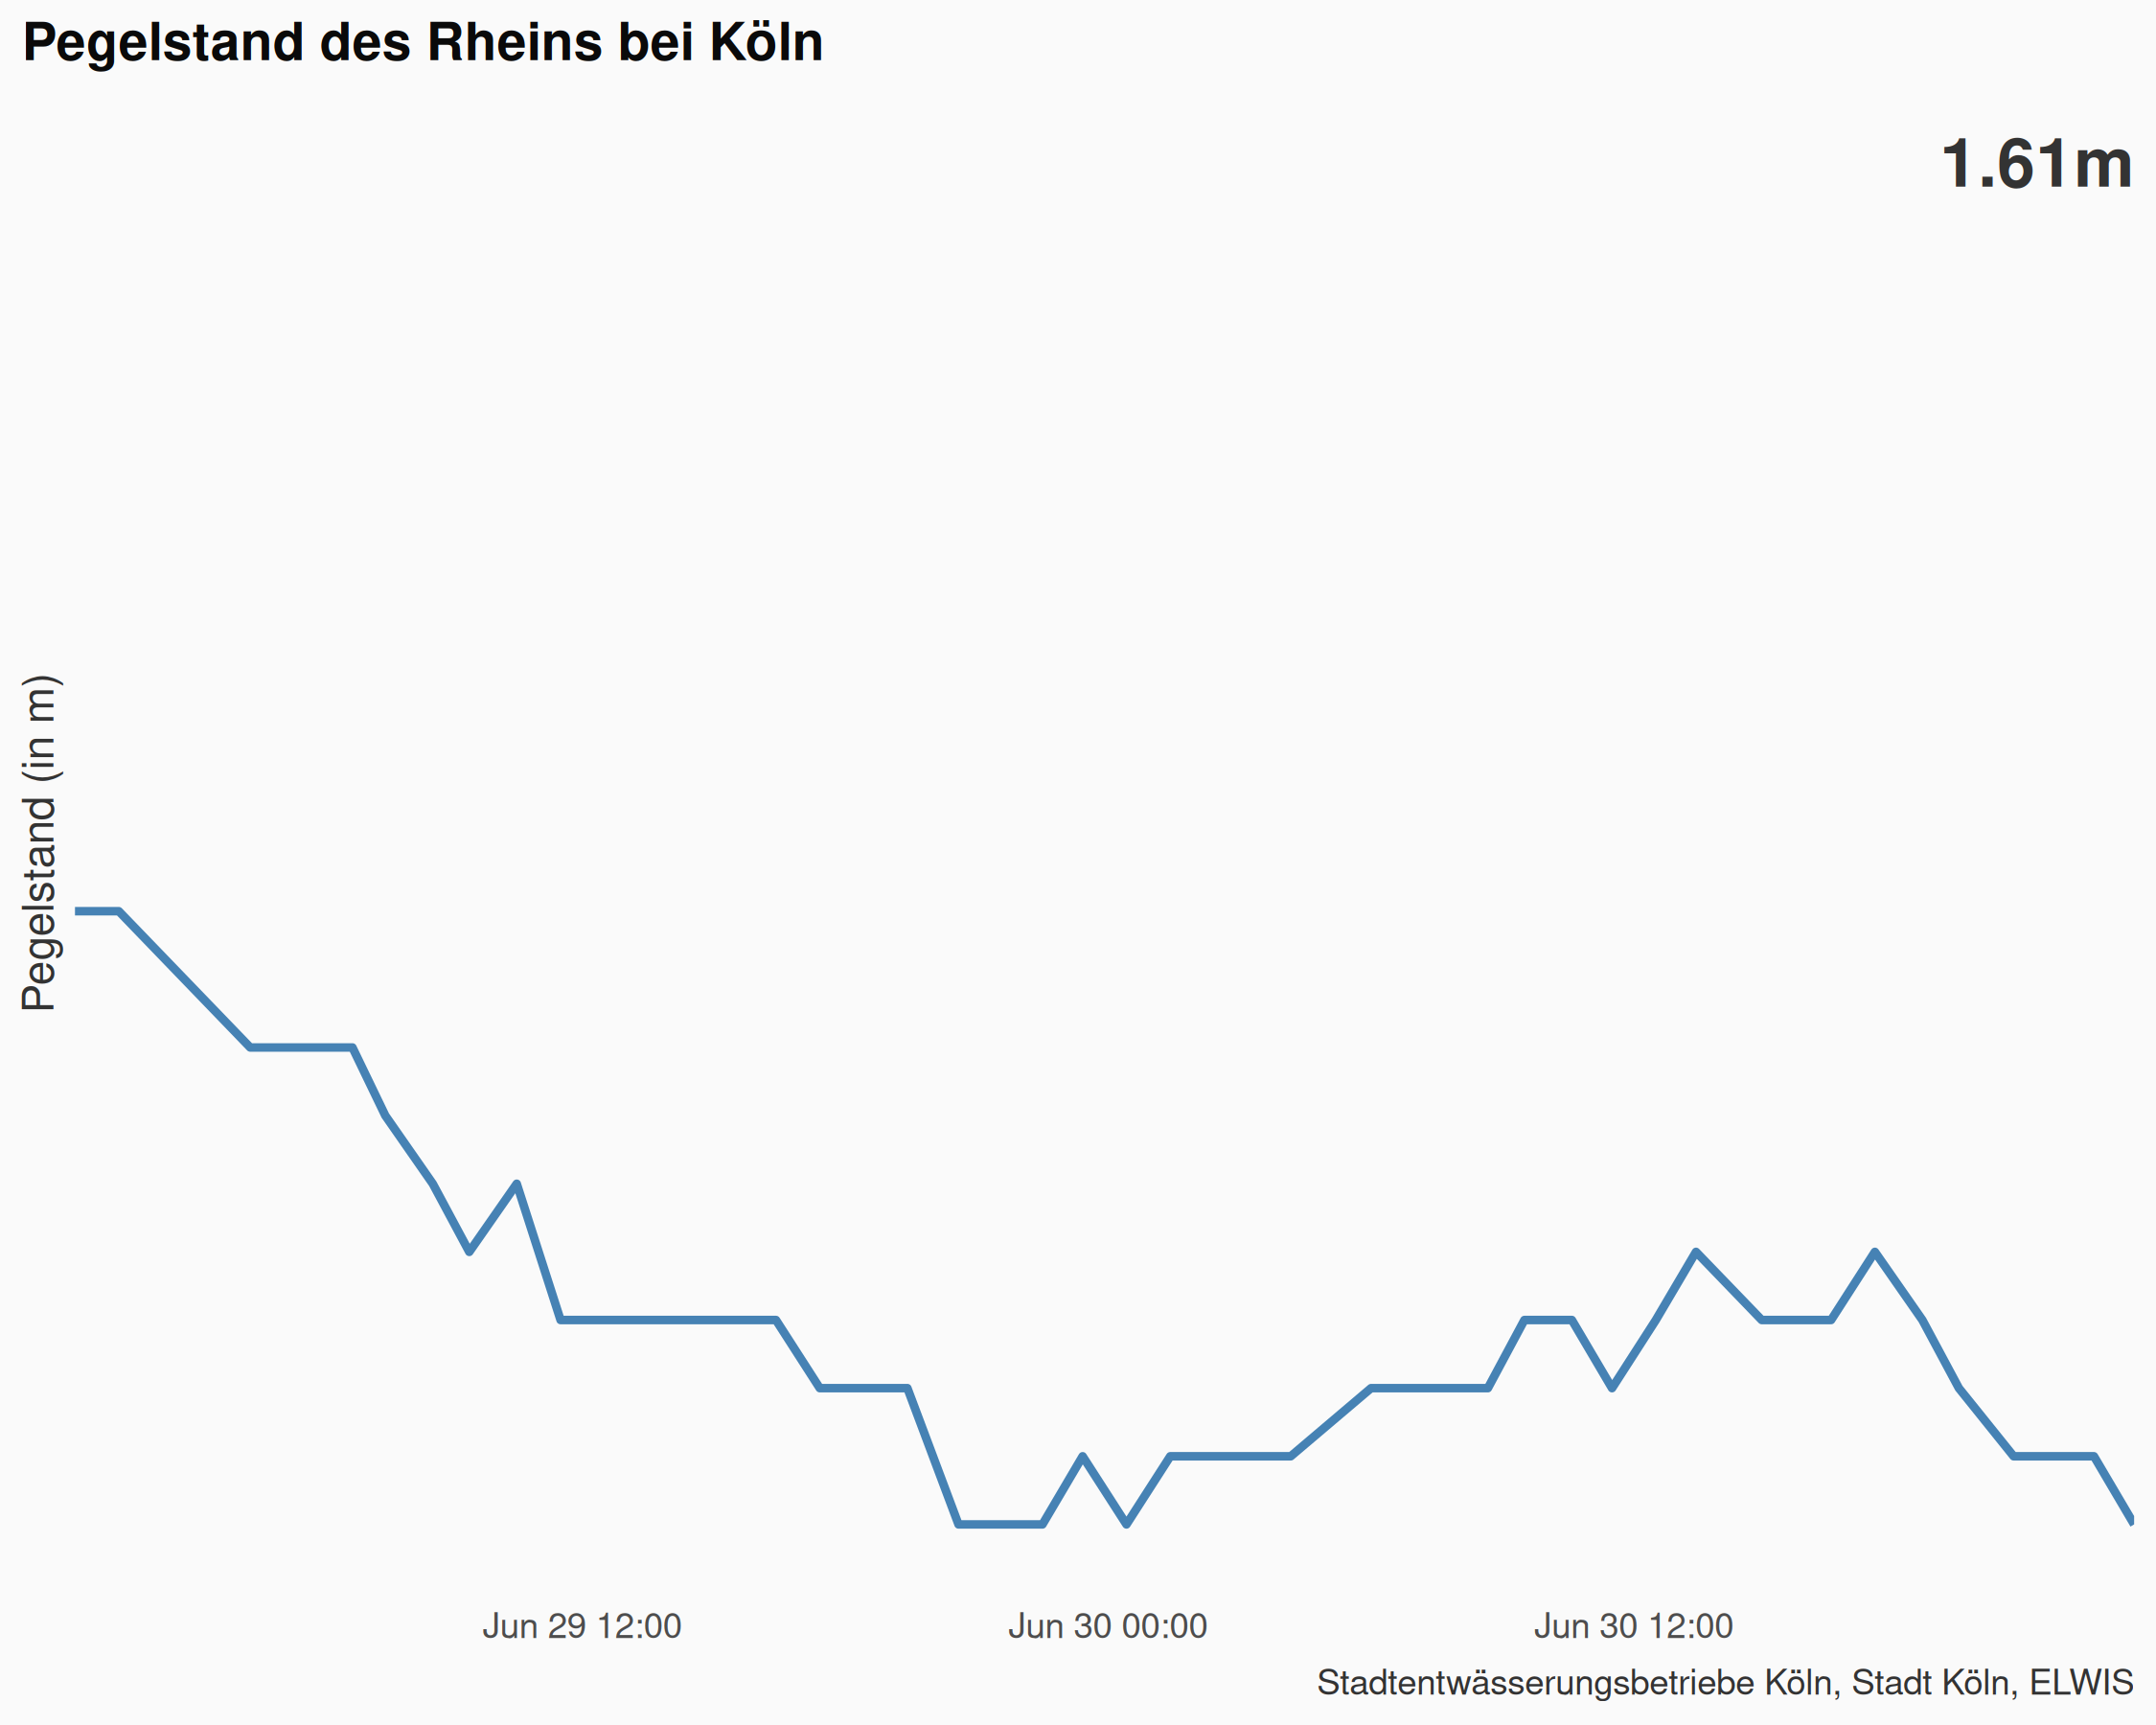 Pegelstand des Rheins bei Köln
1.61m
Pegelstand (in m)
Jun 29 12:00
Jun 30 00:00
Jun 30 12:00
Stadtentwässerungsbetriebe Köln, Stadt Köln, ELWIS